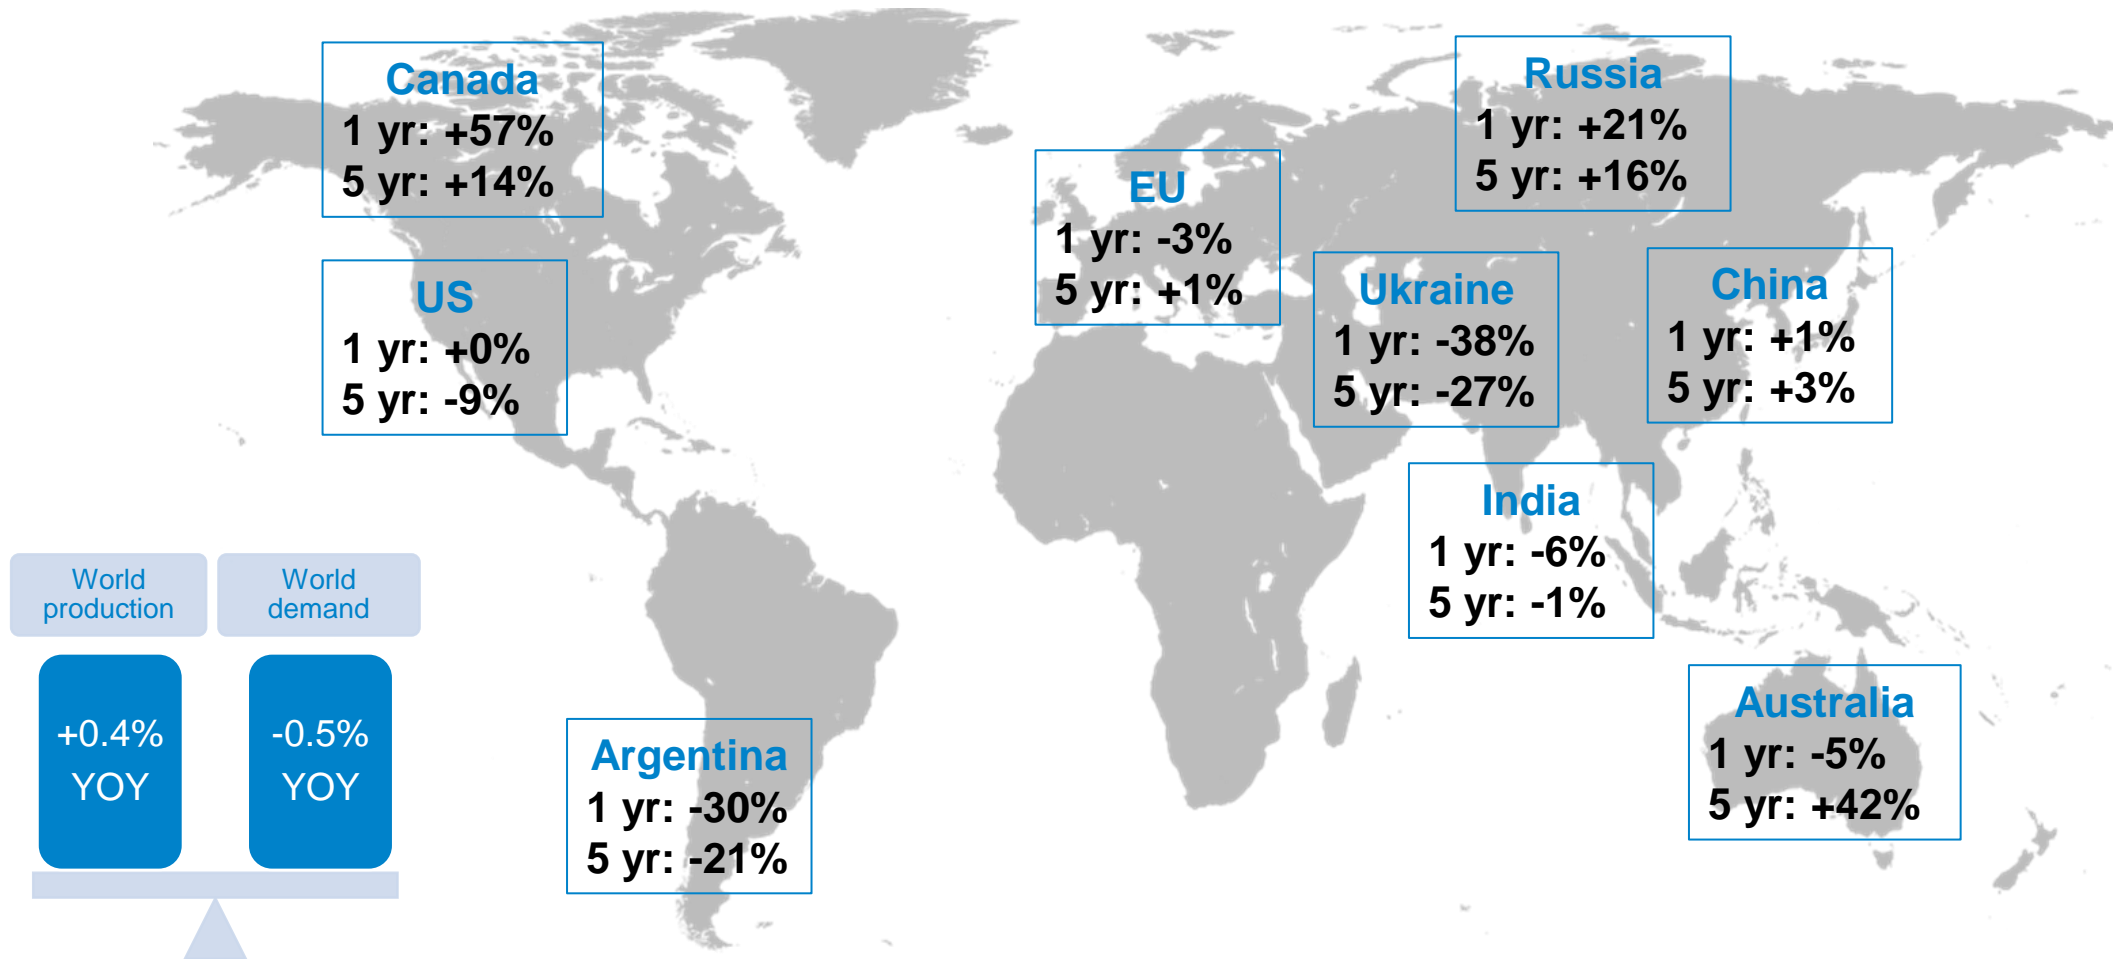 Canada
1 yr: +57%
5 yr: +14%
Russia
1 yr: +21%
5 yr: +16%
EU
1 yr: -3%
5 yr: +1%
US
1 yr: +0%
5 yr: -9%
Ukraine
1 yr: -38%
5 yr: -27%
China
1 yr: +1%
5 yr: +3%
India
1 yr: -6%
5 yr: -1%
World
production
World
demand
+0.4%
YOY
-0.5%
YOY
Argentina
1 yr: -30%
5 yr: -21%
Australia
1 yr: -5%
5 yr: +42%